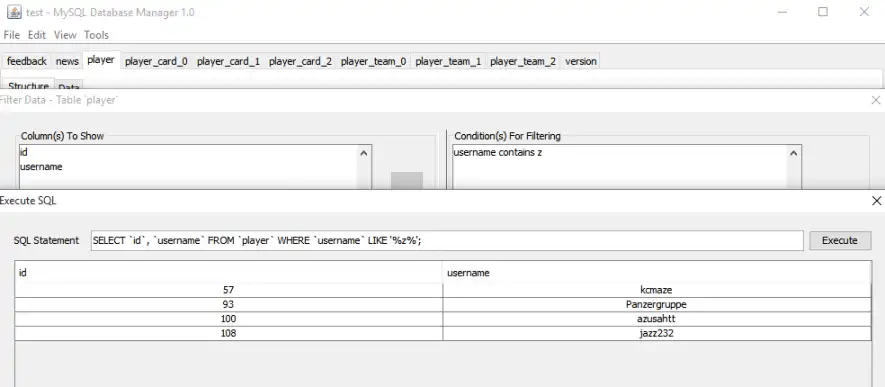 test - MySQL Database Manager 1.0
File Edit View Tools
feedback news player player_card_0 player_card_1 player_card_2 player_team_0 player_team_1 player_team_2 version
Structure Data
Filter Data - Table `player`
Column(s) To Show Condition(s) For Filtering
id username contains z
username
Execute SQL
SQL Statement SELECT `id`, `username` FROM `player` WHERE `username` LIKE '%z%'; Execute
id username
57 kcmaze
93 Panzergruppe
100 azusahtt
108 jazz232